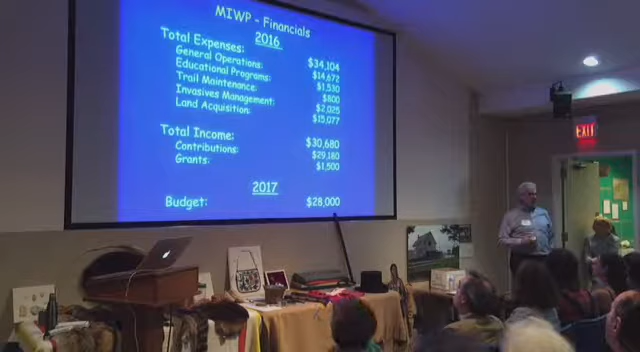 MIWP - Financials
2016
Total Expenses: $34,104
General Operations: $14,672
Educational Programs: $1,530
Trail Maintenance: $800
Invasives Management: $2,025
Land Acquisition: $15,077
Total Income: $30,680
Contributions: $29,180
Grants: $1,500
2017
Budget: $28,000
EXIT